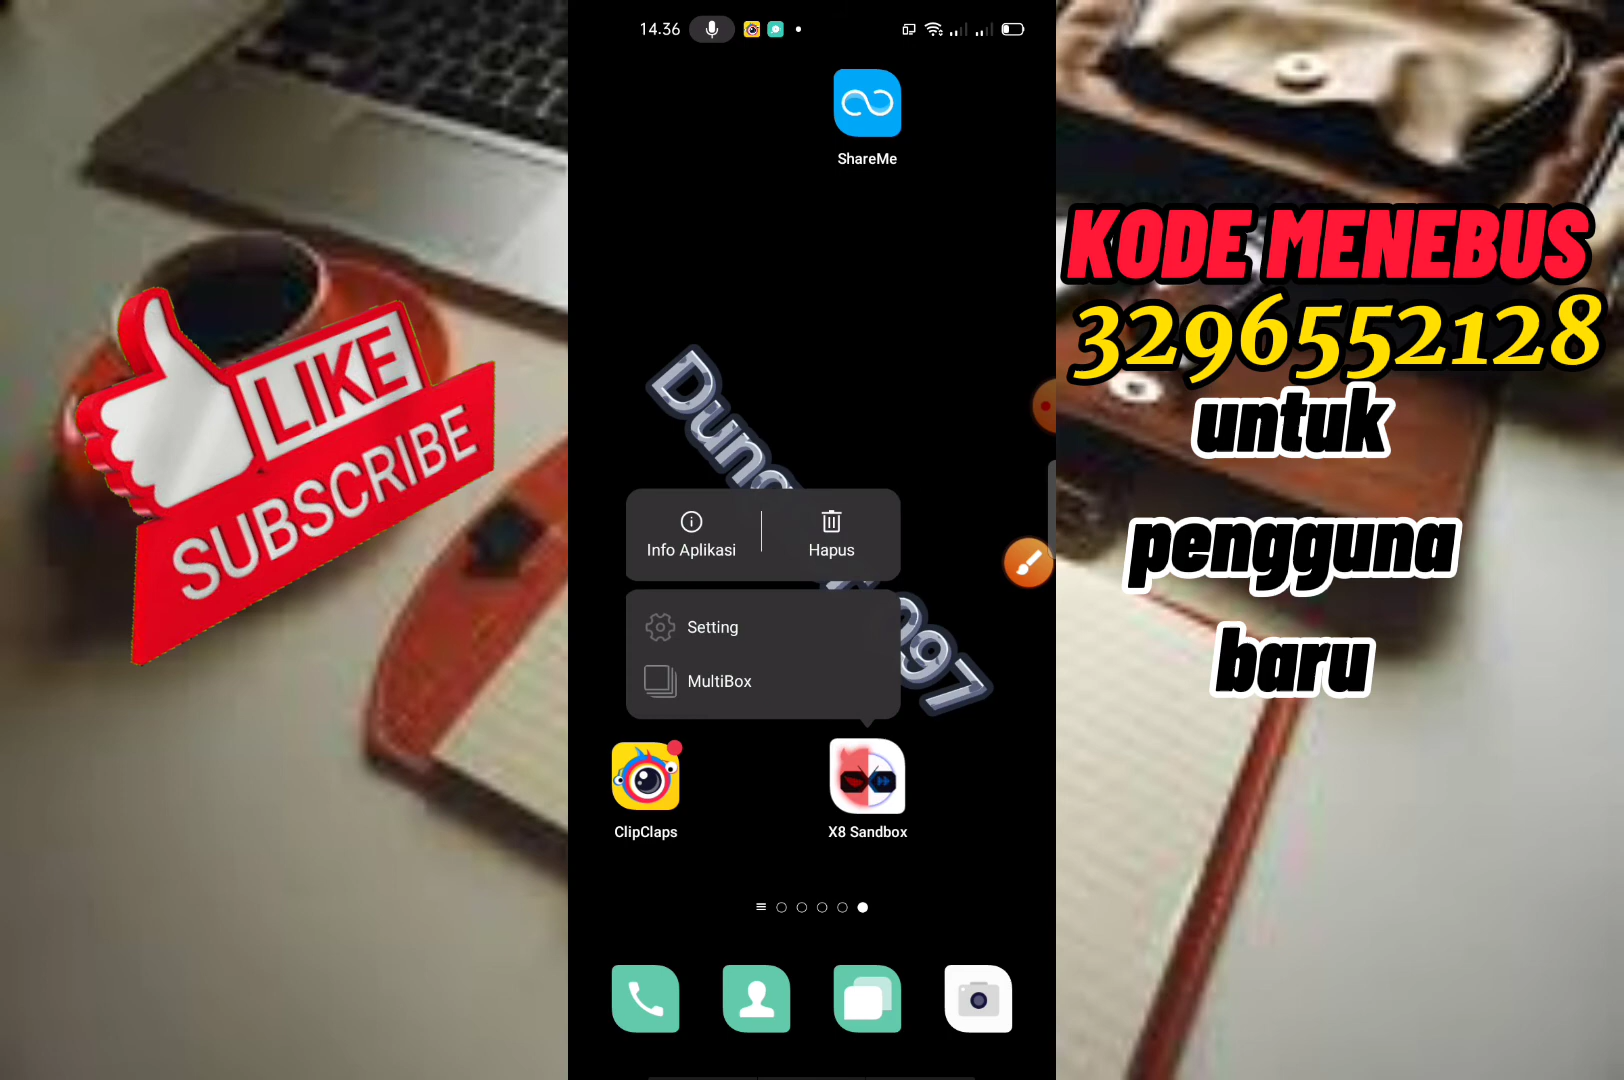 14.36
ShareMe
LIKE
SUBSCRIBE
KODE MENEBUS
3296552128
untuk
pengguna
baru
Info Aplikasi
Hapus
Setting
MultiBox
ClipClaps
X8 Sandbox